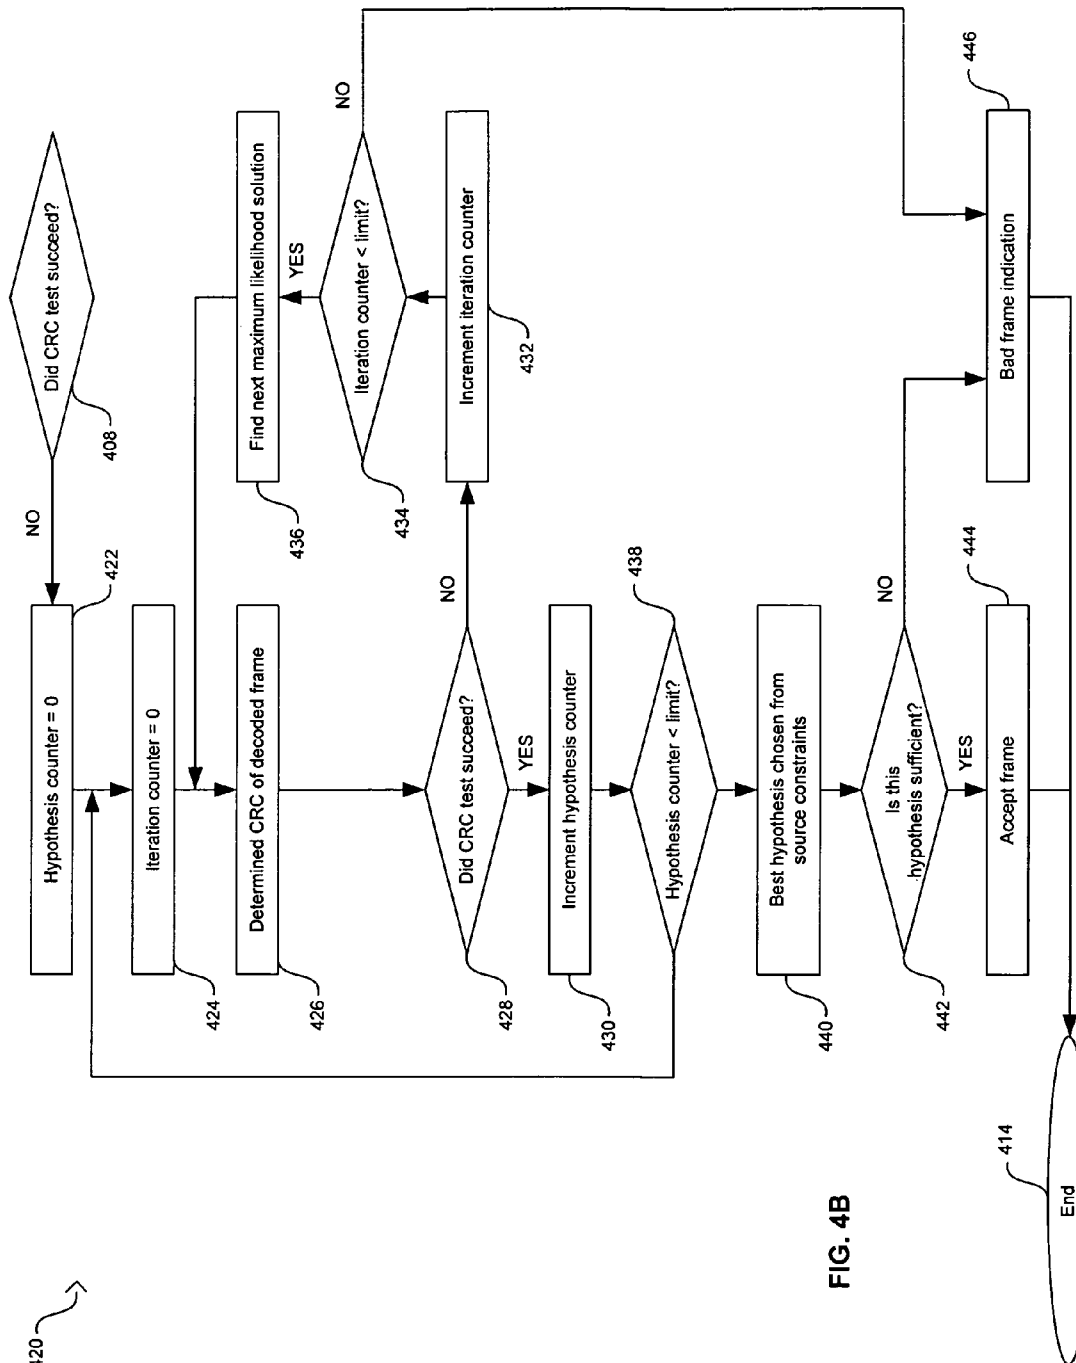 420
Did CRC test succeed?
408
NO
Hypothesis counter = 0
422
Iteration counter = 0
424
Determined CRC of decoded frame
426
Find next maximum likelihood solution
436
YES
Iteration counter < limit?
434
NO
Increment iteration counter
432
NO
Did CRC test succeed?
428
YES
Increment hypothesis counter
430
Hypothesis counter < limit?
438
Best hypothesis chosen from
source constraints
440
Is this
hypothesis sufficient?
442
NO
YES
Accept frame
444
Bad frame indication
446
End
414
FIG. 4B